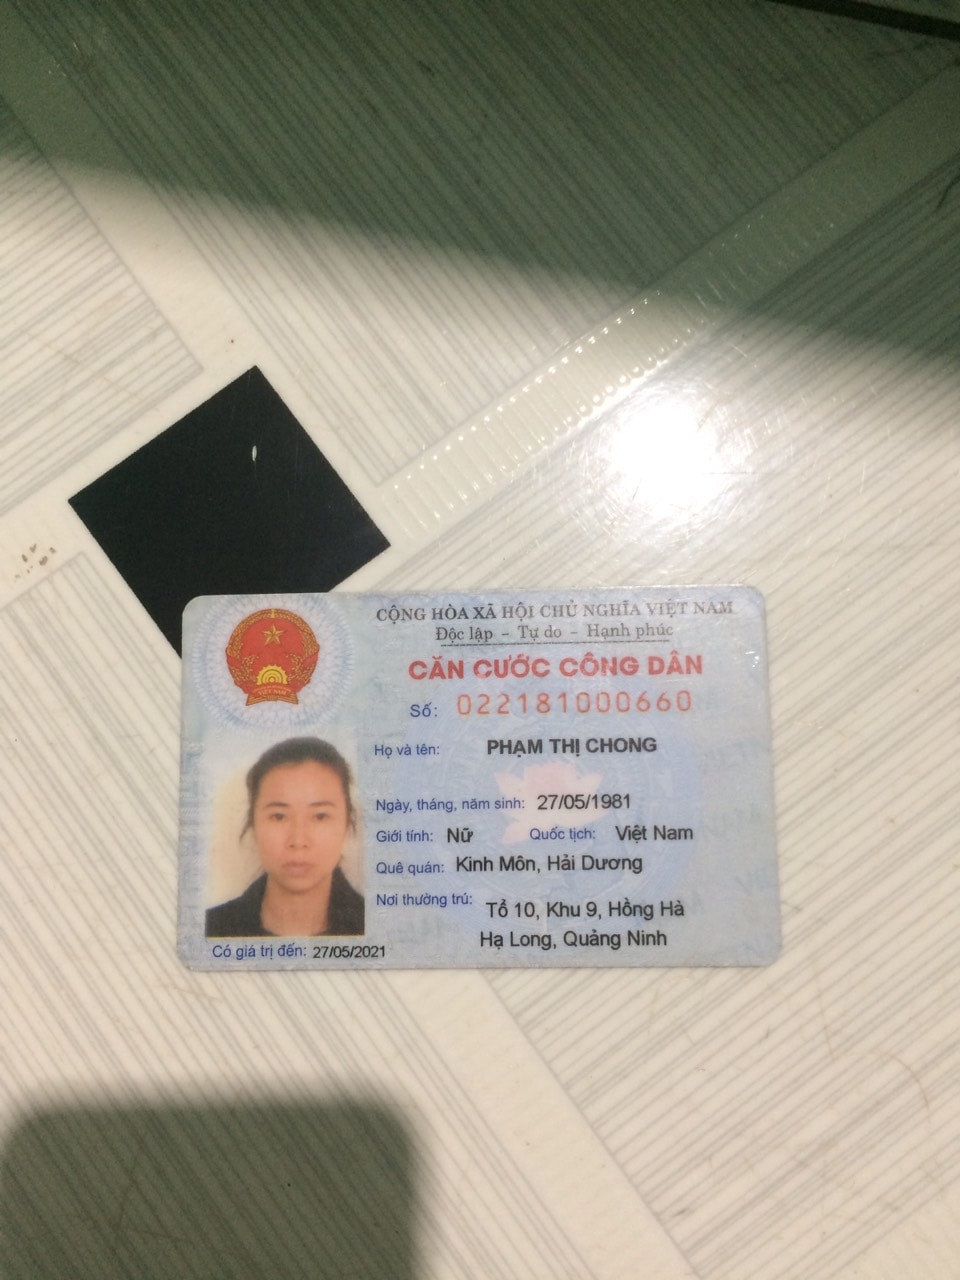 CỘNG HÒA XÃ HỘI CHỦ NGHĨA VIỆT NAM
Độc lập - Tự do - Hạnh phúc
CĂN CƯỚC CÔNG DÂN
Số: 022181000660
Họ và tên: PHẠM THỊ CHONG
Ngày, tháng, năm sinh: 27/05/1981
Giới tính: Nữ Quốc tịch: Việt Nam
Quê quán: Kinh Môn, Hải Dương
Nơi thường trú: Tổ 10, Khu 9, Hồng Hà
Hạ Long, Quảng Ninh
Có giá trị đến: 27/05/2021
VIỆT NAM